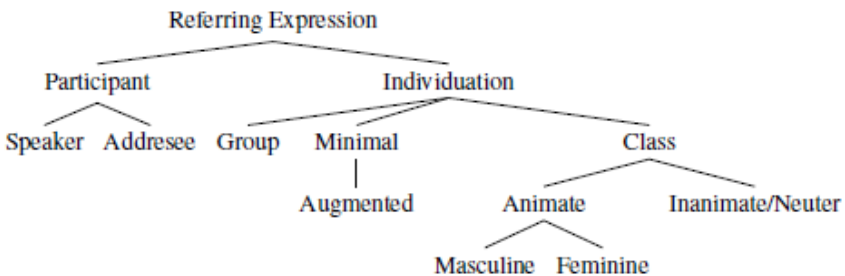 Referring Expression
Participant Individuation
Speaker Addresee Group Minimal Class
Augmented Animate Inanimate/Neuter
Masculine Feminine